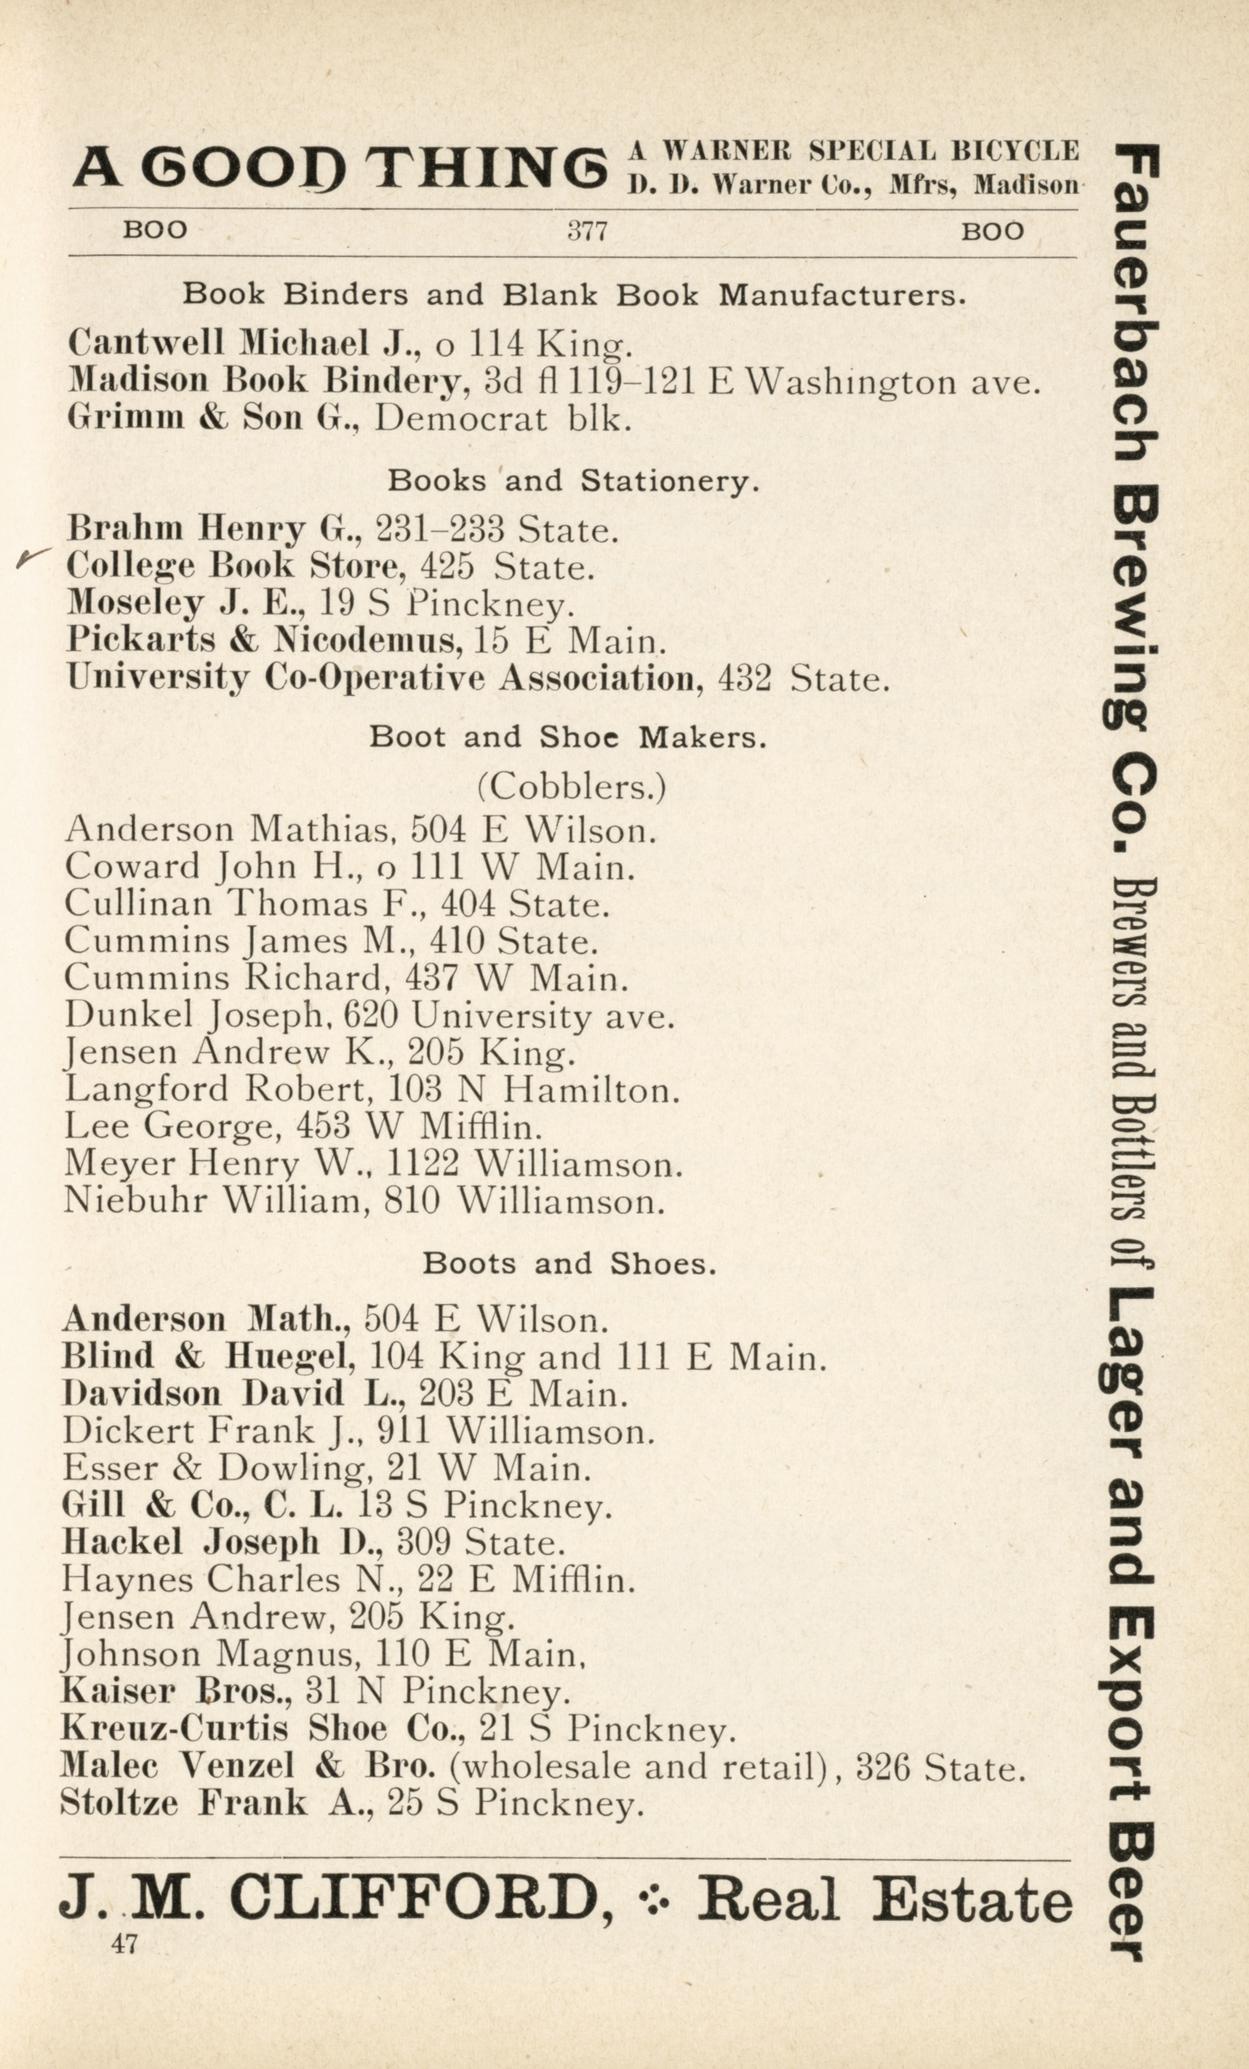 A GOOD THING A WARNER SPECIAL BICYCLE
D. D. Warner Co., Mfrs, Madison
BOO 377 BOO
Book Binders and Blank Book Manufacturers.
Cantwell Michael J., o 114 King.
Madison Book Bindery, 3d fl 119–121 E Washington ave.
Grimm & Son G., Democrat blk.
Books and Stationery.
Brahm Henry G., 231–233 State.
College Book Store, 425 State.
Moseley J. E., 19 S Pinckney.
Pickarts & Nicodemus, 15 E Main.
University Co-Operative Association, 432 State.
Boot and Shoe Makers.
(Cobblers.)
Anderson Mathias, 504 E Wilson.
Coward John H., o 111 W Main.
Cullinan Thomas F., 404 State.
Cummins James M., 410 State.
Cummins Richard, 437 W Main.
Dunkel Joseph, 620 University ave.
Jensen Andrew K., 205 King.
Langford Robert, 103 N Hamilton.
Lee George, 453 W Mifflin.
Meyer Henry W., 1122 Williamson.
Niebuhr William, 810 Williamson.
Boots and Shoes.
Anderson Math., 504 E Wilson.
Blind & Huegel, 104 King and 111 E Main.
Davidson David L., 203 E Main.
Dickert Frank J., 911 Williamson.
Esser & Dowling, 21 W Main.
Gill & Co., C. L. 13 S Pinckney.
Hackel Joseph D., 309 State.
Haynes Charles N., 22 E Mifflin.
Jensen Andrew, 205 King.
Johnson Magnus, 110 E Main,
Kaiser Bros., 31 N Pinckney.
Kreuz-Curtis Shoe Co., 21 S Pinckney.
Malec Venzel & Bro. (wholesale and retail), 326 State.
Stoltze Frank A., 25 S Pinckney.
J. M. CLIFFORD, Real Estate
47
Fauerbach Brewing Co. Brewers and Bottlers of Lager and Export Beer